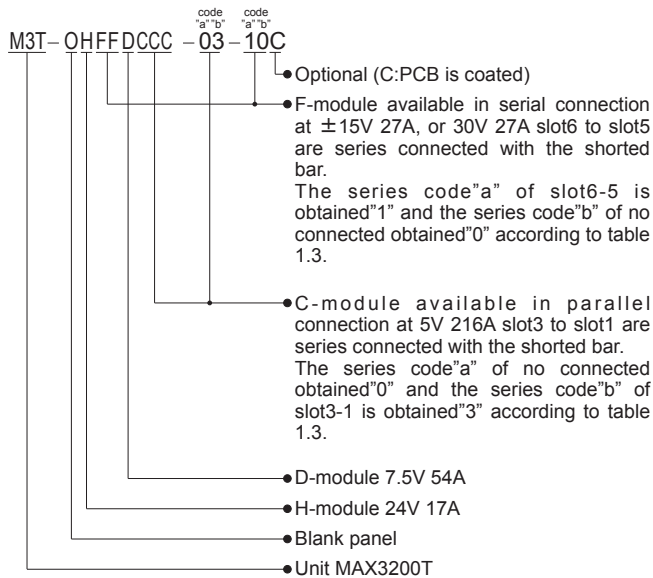 code code
"a" "b" "a" "b"
M3T-OHFFDCCC -03-10C
Optional (C:PCB is coated)
F-module available in serial connection
at ±15V 27A, or 30V 27A slot6 to slot5
are series connected with the shorted
bar.
The series code"a" of slot6-5 is
obtained"1" and the series code"b" of no
connected obtained"0" according to table
1.3.
C-module available in parallel
connection at 5V 216A slot3 to slot1 are
series connected with the shorted bar.
The series code"a" of no connected
obtained"0" and the series code"b" of
slot3-1 is obtained"3" according to table
1.3.
D-module 7.5V 54A
H-module 24V 17A
Blank panel
Unit MAX3200T